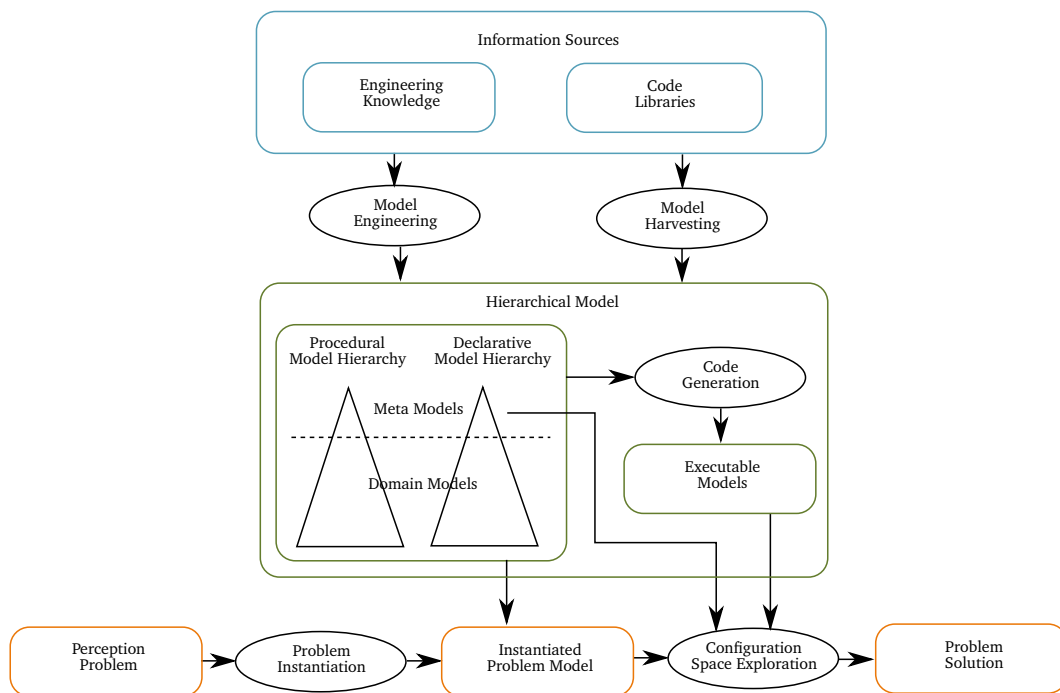 Information Sources
Engineering
Knowledge
Code
Libraries
Model
Engineering
Model
Harvesting
Hierarchical Model
Procedural
Model Hierarchy
Declarative
Model Hierarchy
Meta Models
Domain Models
Code
Generation
Executable
Models
Perception
Problem
Problem
Instantiation
Instantiated
Problem Model
Configuration
Space Exploration
Problem
Solution